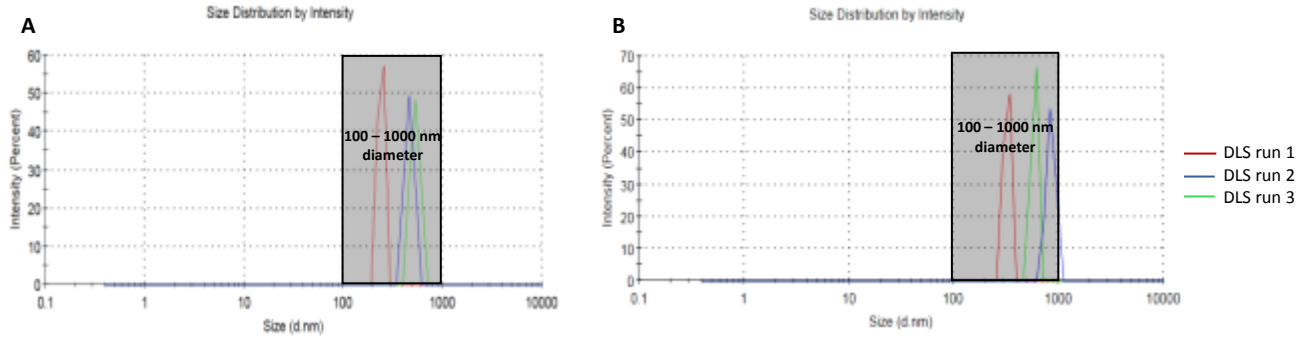 Size Distribution by Intensity
A
60
50
40
30
20
10
0
Intensity (Percent)
100 – 1000 nm
diameter
0.1 1 10 100 1000 10000
Size (d.nm)
Size Distribution by Intensity
B
70
60
50
40
30
20
10
0
Intensity (Percent)
100 – 1000 nm
diameter
0.1 1 10 100 1000 10000
Size (d.nm)
DLS run 1
DLS run 2
DLS run 3